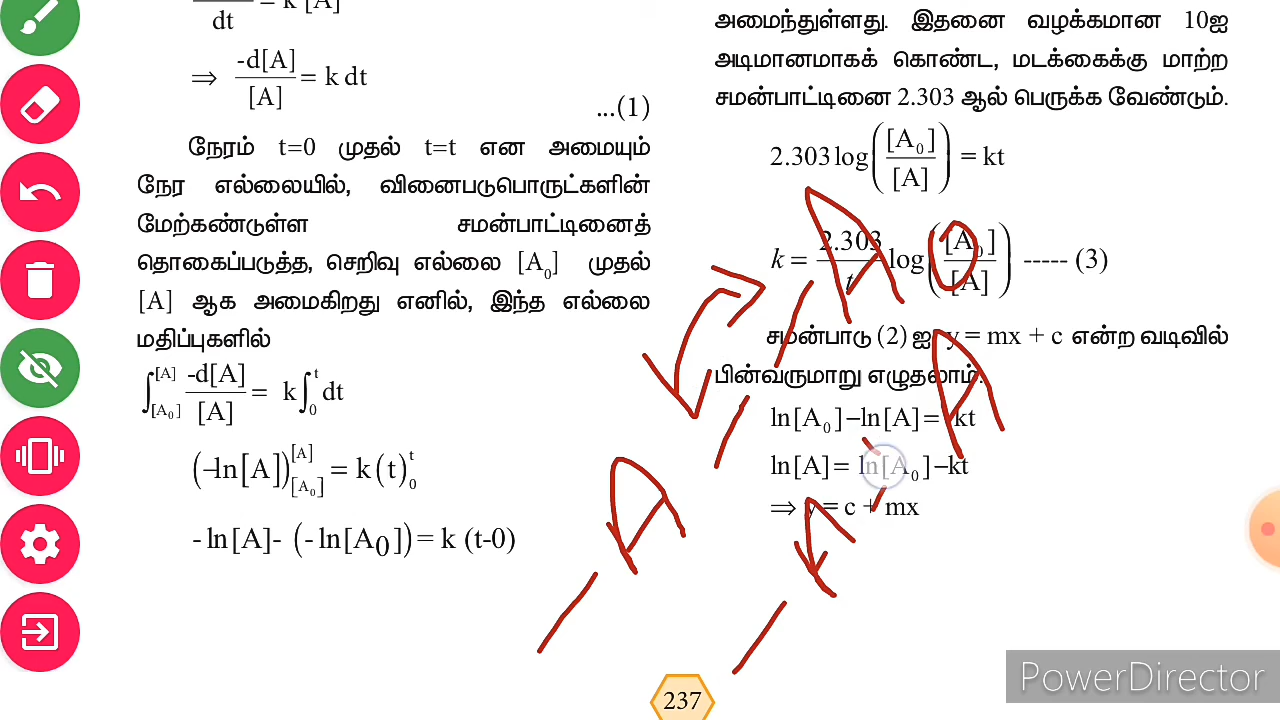 dt = k [A]
⇒ -d[A]/[A] = k dt
...(1)
நேரம் t=0 முதல் t=t என அமையும்
நேர எல்லையில், வினைபடுபொருட்களின்
மேற்கண்டுள்ள சமன்பாட்டினைத்
தொகைப்படுத்த, செறிவு எல்லை [A₀] முதல்
[A] ஆக அமைகிறது எனில், இந்த எல்லை
மதிப்புகளில்
∫[A₀][A] -d[A]/[A] = k∫₀ᵗ dt
(−ln[A])[A₀][A] = k(t)₀ᵗ
-ln[A]- (-ln[A₀]) = k (t-0)
அமைந்துள்ளது. இதனை வழக்கமான 10ஐ
அடிமானமாகக் கொண்ட, மடக்கைக்கு மாற்ற
சமன்பாட்டினை 2.303 ஆல் பெருக்க வேண்டும்.
2.303 log([A₀]/[A]) = kt
k = 2.303/t log([A₀]/[A]) ----- (3)
சமன்பாடு (2) ஐ y = mx + c என்ற வடிவில்
பின்வருமாறு எழுதலாம்.
ln[A₀]−ln[A]= kt
ln[A]= ln[A₀]−kt
⇒ y = c + mx
237
PowerDirector